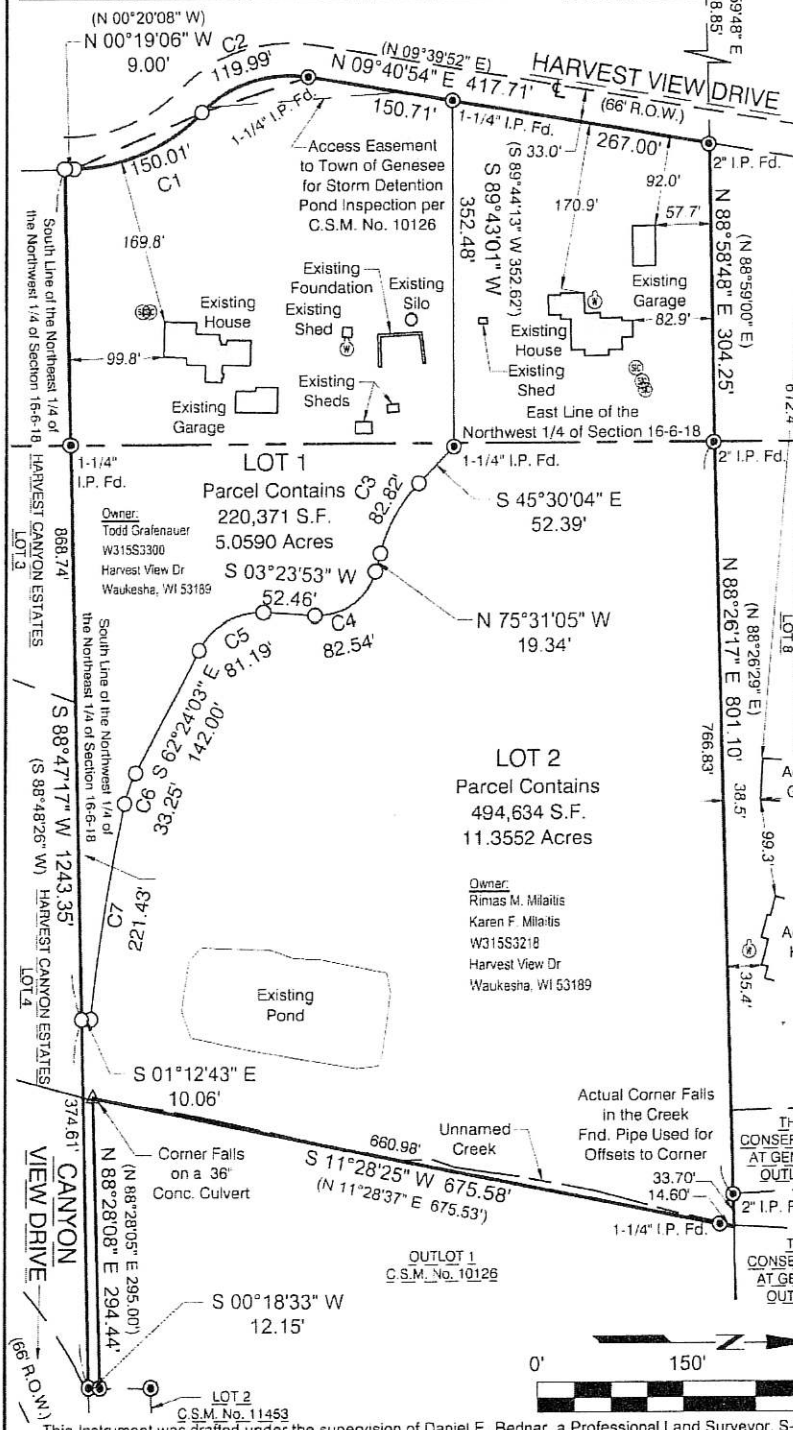 (N 00°20'08" W)
N 00°19'06" W
9.00'
C2
119.99'
(N 09°39'52" E)
N 09°40'54" E 417.71'
HARVEST VIEW DRIVE
(66' R.O.W.)
150.71'
1-1/4" I.P. Fd.
1-1/4" I.P. Fd.
33.0'
267.00'
2" I.P. Fd.
150.01'
C1
Access Easement
to Town of Genesee
for Storm Detention
Pond Inspection per
C.S.M. No. 10126
(S 89°44'13" W 352.62')
S 89°43'01" W
352.48'
170.9'
92.0'
57.7'
N 88°58'48" E 304.25'
(N 88°59'00" E)
South Line of the Northeast 1/4 of
the Northwest 1/4 of Section 16-6-18
169.8'
99.8'
Existing
House
Existing
Garage
Existing
Foundation
Existing
Shed
W
Existing
Silo
Existing
Sheds
Existing
Garage
82.9'
W
Existing
House
Existing
Shed
East Line of the
Northwest 1/4 of Section 16-6-18
1-1/4"
I.P. Fd.
1-1/4" I.P. Fd.
2" I.P. Fd.
LOT 1
Parcel Contains
220,371 S.F.
5.0590 Acres
Owner:
Todd Grafenauer
W315S3300
Harvest View Dr
Waukesha, WI 53189
C3
82.82'
S 45°30'04" E
52.39'
S 03°23'53" W
52.46'
N 75°31'05" W
19.34'
C4
82.54'
C5
81.19'
S 62°24'03" E
142.00'
C6
33.25'
C7
221.43'
HARVEST CANYON ESTATES
LOT 3
868.74'
South Line of the Northwest 1/4 of
the Northeast 1/4 of Section 16-6-18
S 88°47'17" W 1243.35'
(S 88°48'26" W)
HARVEST CANYON ESTATES
LOT 4
LOT 2
Parcel Contains
494,634 S.F.
11.3552 Acres
Owner:
Rimas M. Milaitis
Karen F. Milaitis
W315S3218
Harvest View Dr
Waukesha, WI 53189
N 88°26'17" E 801.10'
(N 88°26'29" E)
766.83'
38.5'
99.3'
35.4'
W
LOT 8
Existing
Pond
S 01°12'43" E
10.06'
Corner Falls
on a 36"
Conc. Culvert
374.61'
N 88°28'08" E 294.44'
(N 88°28'05" E 295.00')
CANYON
VIEW DRIVE
(66' R.O.W.)
660.98'
Unnamed
Creek
S 11°28'25" W 675.58'
(N 11°28'37" E 675.53')
Actual Corner Falls
in the Creek
Fnd. Pipe Used for
Offsets to Corner
33.70'
14.60'
1-1/4" I.P. Fd.
2" I.P. F
OUTLOT 1
C.S.M. No. 10126
S 00°18'33" W
12.15'
LOT 2
C.S.M. No. 11453
Z
0'
150'
This Instrument was drafted under the supervision of Daniel E. Bednar, a Professional Land Surveyor, S-